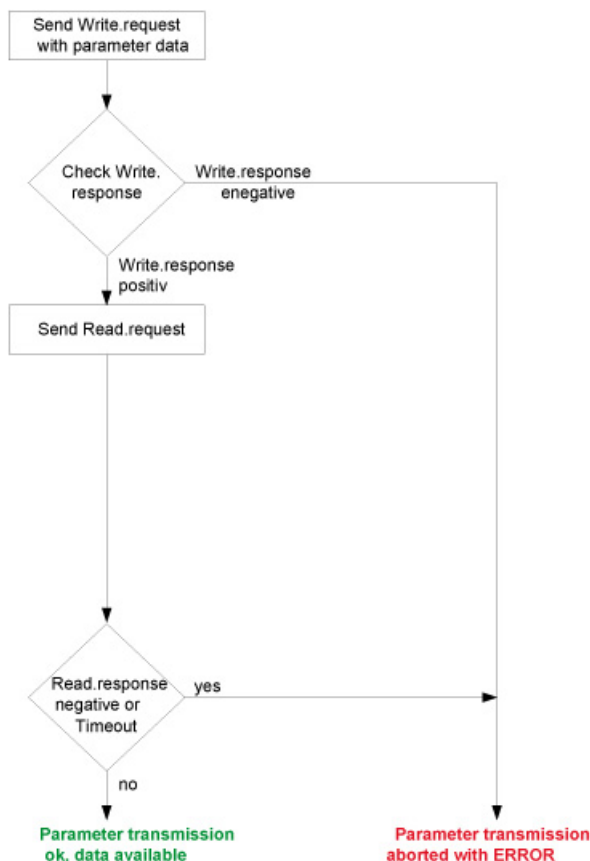 Send Write.request
with parameter data
Check Write.
response
Write.response
enegative
Write.response
positiv
Send Read.request
Read.response
negative or
Timeout
yes
no
Parameter transmission
ok, data available
Parameter transmission
aborted with ERROR